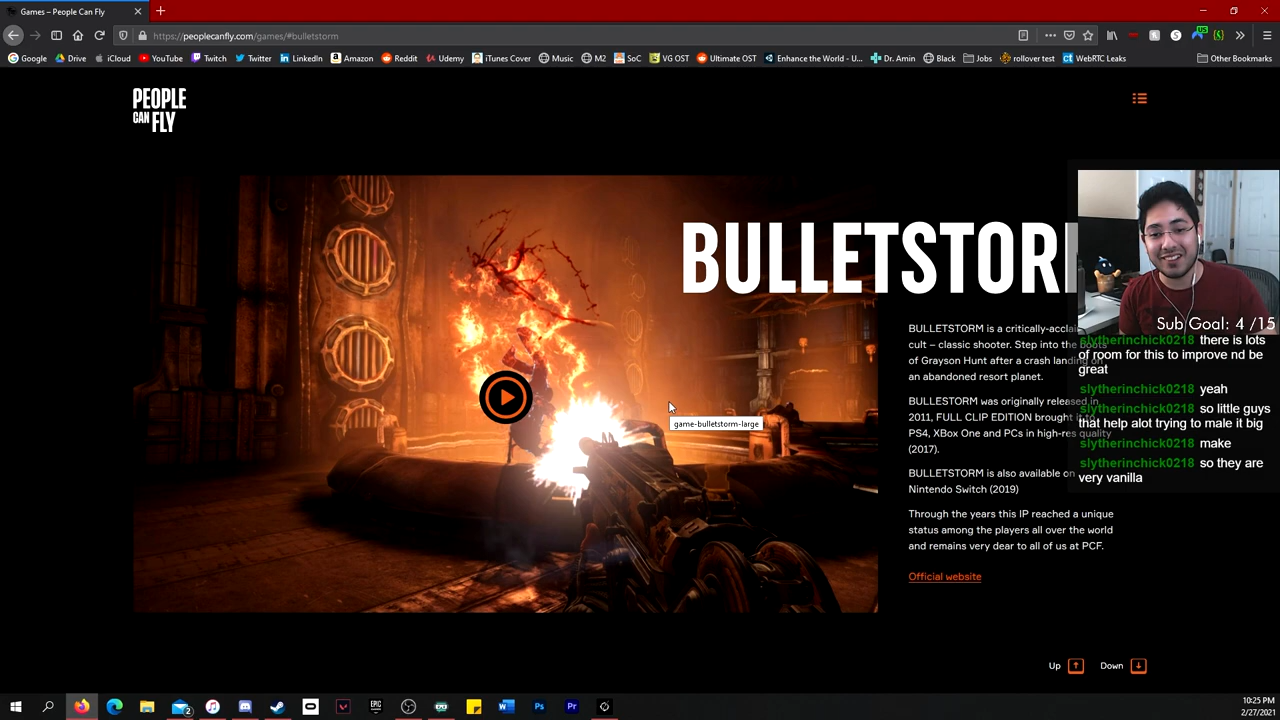 Games – People Can Fly
https://peoplecanfly.com/games/#bulletstorm
Google Drive iCloud YouTube Twitch Twitter LinkedIn Amazon Reddit Udemy iTunes Cover Music M2 SoC VG OST Ultimate OST Enhance the World - U... Dr. Amin Black Jobs rollover test WebRTC Leaks Other Bookmarks
PEOPLE
CAN FLY
BULLETSTOR
BULLETSTORM is a critically-acclai
cult – classic shooter. Step into the boots
of Grayson Hunt after a crash landing on
an abandoned resort planet.
BULLESTORM was originally released in
2011, FULL CLIP EDITION brought it to
PS4, XBox One and PCs in high-res quality
(2017).
BULLETSTORM is also available on
Nintendo Switch (2019)
Through the years this IP reached a unique
status among the players all over the world
and remains very dear to all of us at PCF.
Official website
game-bulletstorm-large
Sub Goal: 4 /15
slytherinchick0218 there is lots
of room for this to improve nd be
great
slytherinchick0218 yeah
slytherinchick0218 so little guys
that help alot trying to male it big
slytherinchick0218 make
slytherinchick0218 so they are
very vanilla
Up Down
10:25 PM
2/27/2021